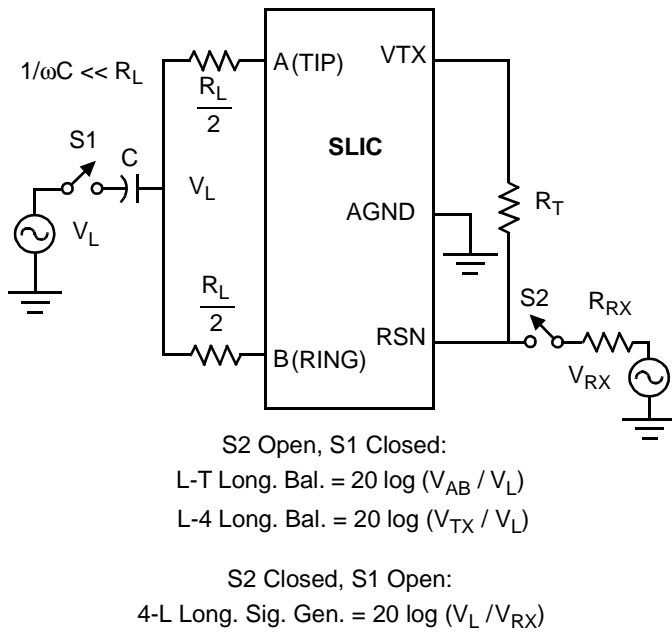 1/ωC << R_L
R_L
2
A(TIP)
VTX
SLIC
S1
C
V_L
V_L
AGND
R_T
R_L
2
S2
R_RX
B(RING)
RSN
V_RX
S2 Open, S1 Closed:
L-T Long. Bal. = 20 log (V_AB / V_L)
L-4 Long. Bal. = 20 log (V_TX / V_L)
S2 Closed, S1 Open:
4-L Long. Sig. Gen. = 20 log (V_L / V_RX)